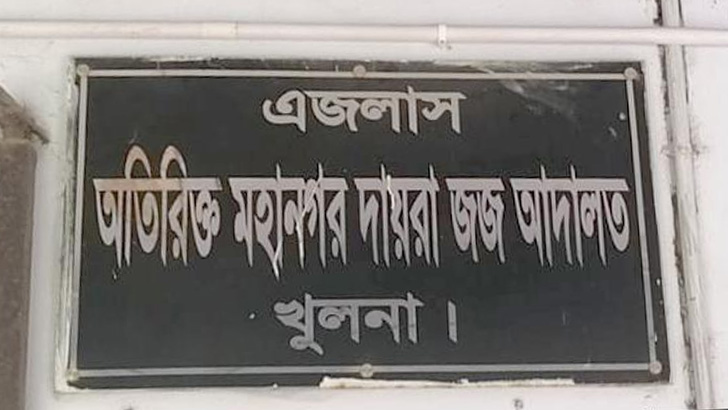 এজলাস
অতিরিক্ত মহানগর দায়রা জজ আদালত
খুলনা।